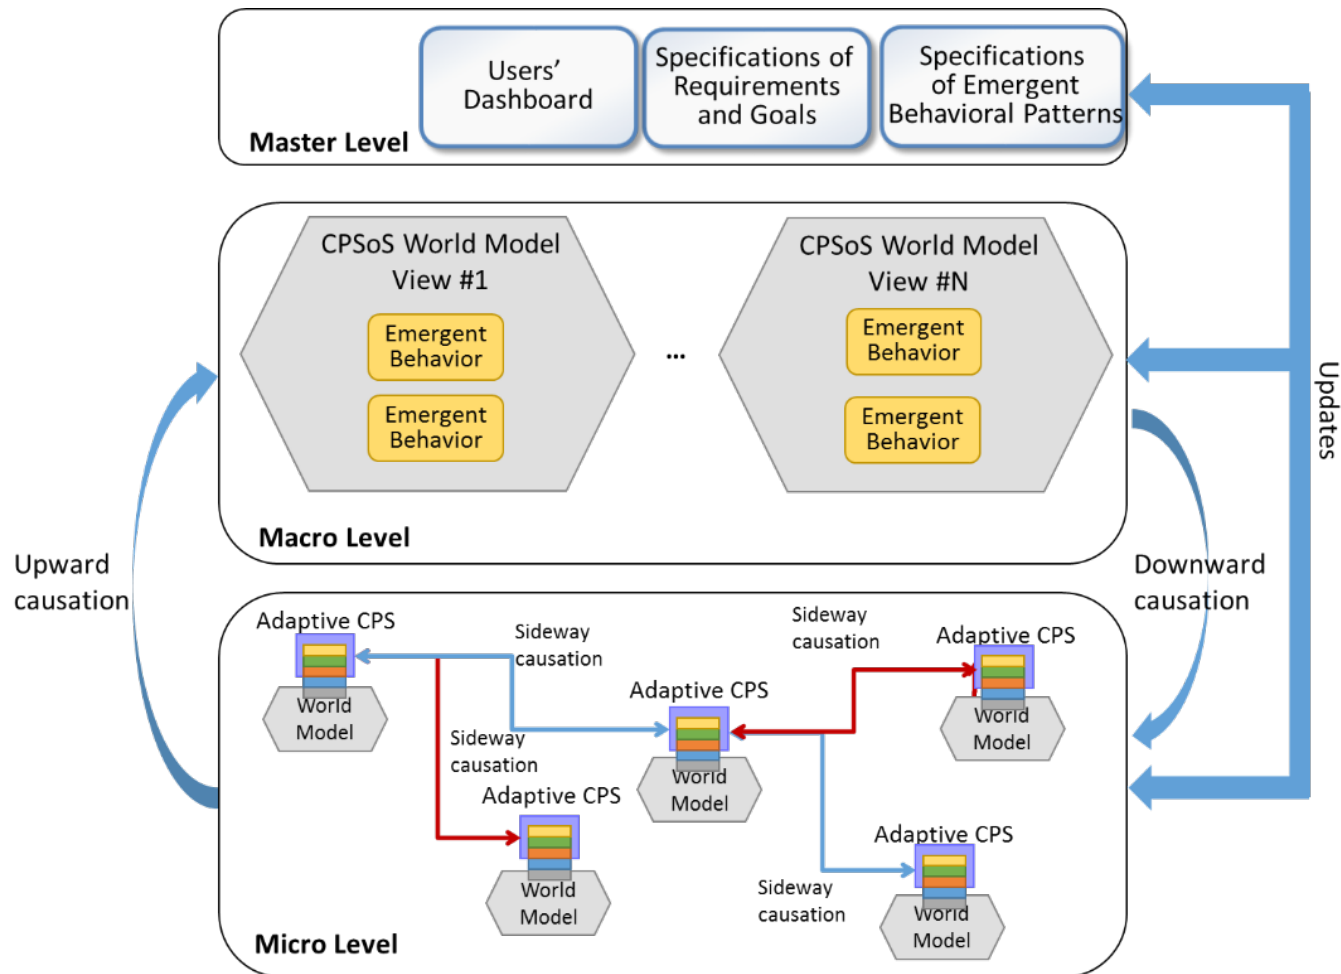 Users'
Dashboard
Specifications of
Requirements
and Goals
Specifications
of Emergent
Behavioral Patterns
Master Level
CPSoS World Model
View #1
Emergent
Behavior
Emergent
Behavior
...
CPSoS World Model
View #N
Emergent
Behavior
Emergent
Behavior
Macro Level
Updates
Upward
causation
Downward
causation
Adaptive CPS
World
Model
Sideway
causation
Sideway
causation
Adaptive CPS
World
Model
Adaptive CPS
World
Model
Sideway
causation
Adaptive CPS
World
Model
Sideway
causation
Adaptive CPS
World
Model
Micro Level